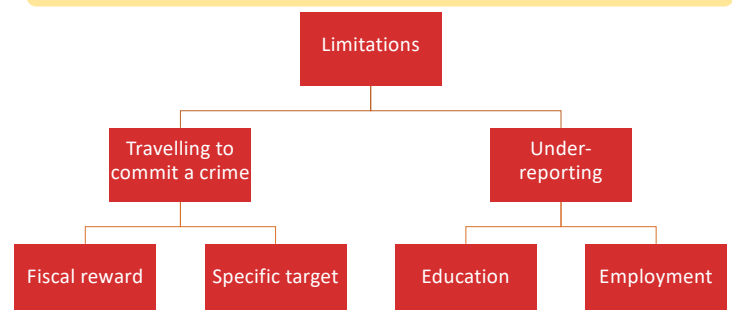 Limitations
Travelling to
commit a crime
Under-
reporting
Fiscal reward
Specific target
Education
Employment